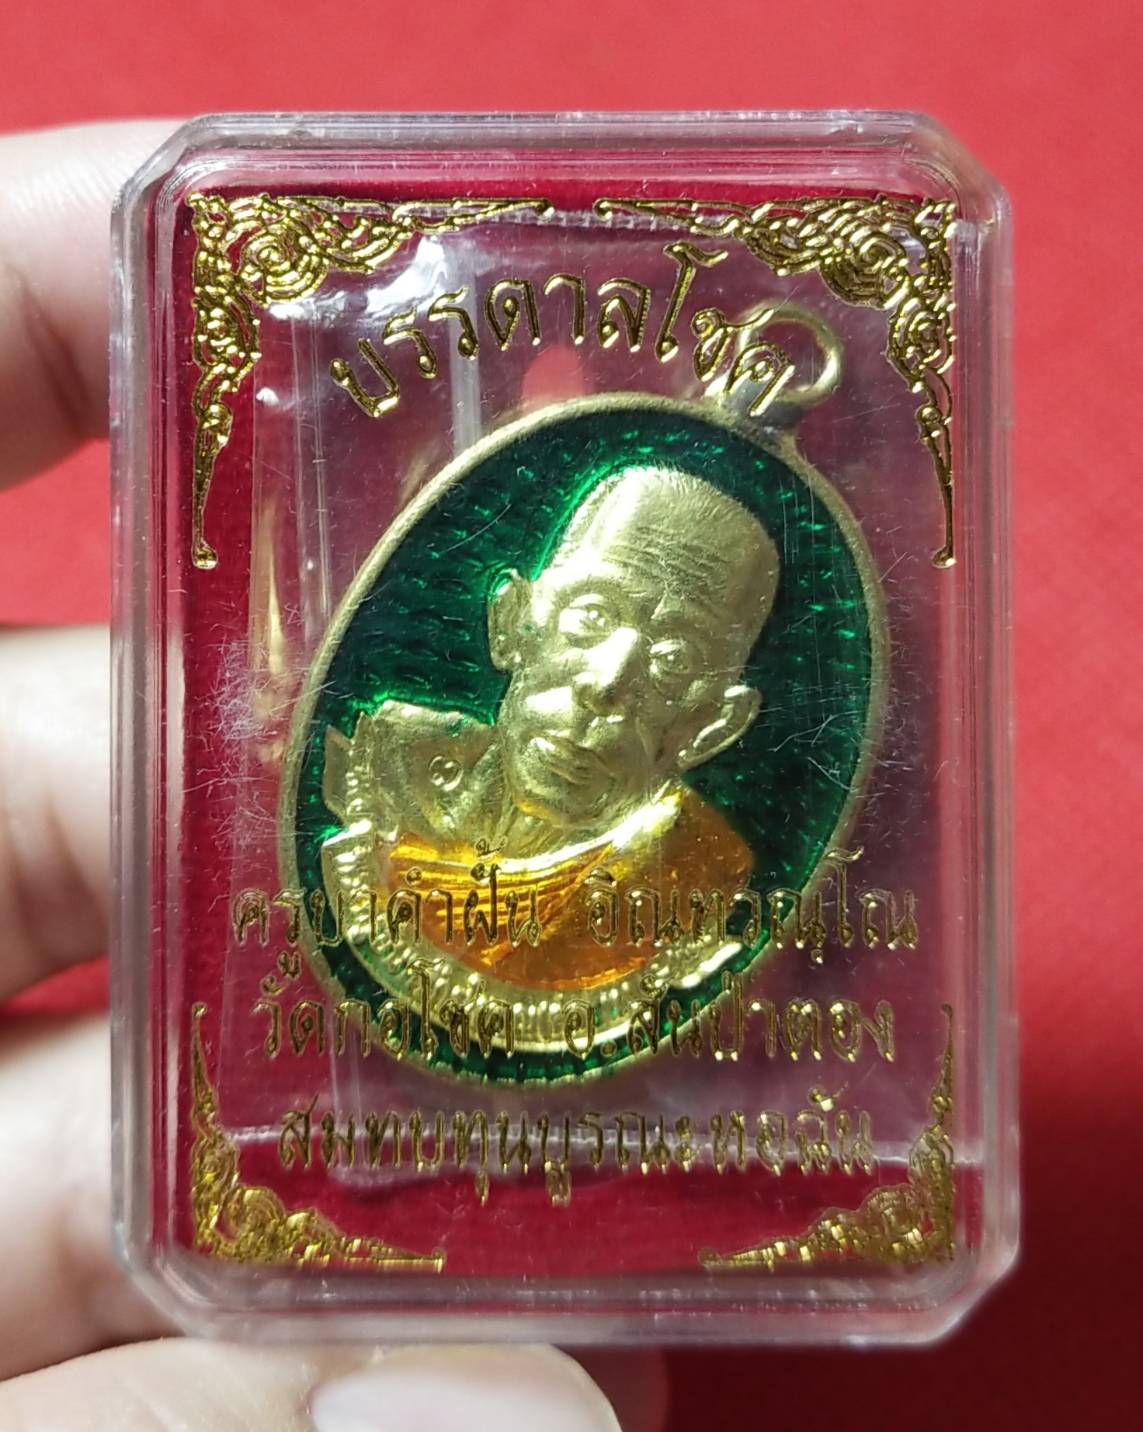 บรรดาลโชค
ครูบาคำฝั้น อิณฺทวณฺโณ
วัดกอโชค อ.สันป่าตอง
สมทบทุนบูรณะหอฉัน